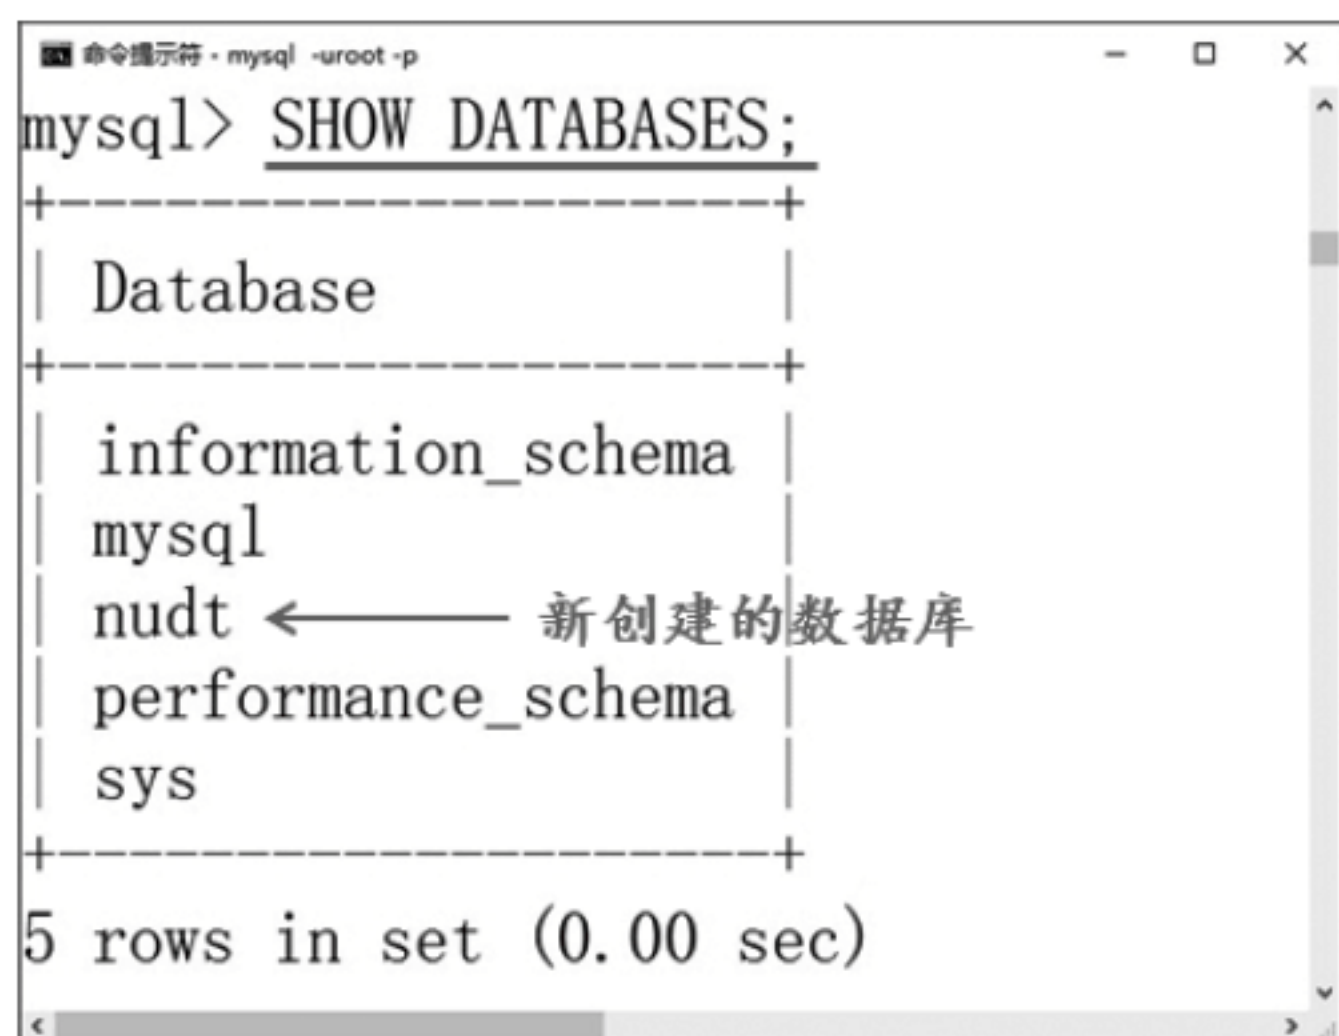 命令提示符 - mysql -uroot -p
mysql> SHOW DATABASES;
+---------------------+
| Database |
+---------------------+
| information_schema |
| mysql |
| nudt 新创建的数据库 |
| performance_schema |
| sys |
+---------------------+
5 rows in set (0.00 sec)